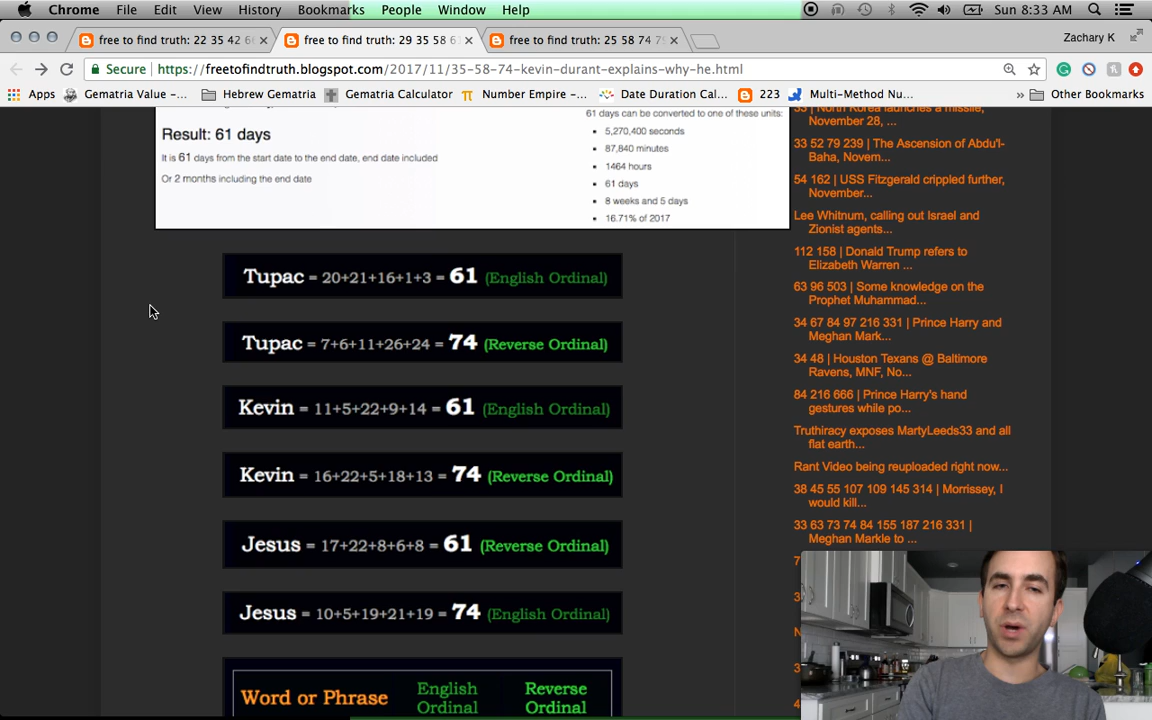 Chrome File Edit View History Bookmarks People Window Help Sun 8:33 AM
free to find truth: 22 35 42 6 free to find truth: 29 35 58 6 free to find truth: 25 58 74 7 Zachary K
Secure https://freetofindtruth.blogspot.com/2017/11/35-58-74-kevin-durant-explains-why-he.html
Apps Gematria Value -... Hebrew Gematria Gematria Calculator Number Empire -... Date Duration Cal... 223 Multi-Method Nu... » Other Bookmarks
61 days can be converted to one of these units:
Result: 61 days
5,270,400 seconds
87,840 minutes
It is 61 days from the start date to the end date, end date included
1464 hours
Or 2 months including the end date
61 days
8 weeks and 5 days
16.71% of 2017
Tupac = 20+21+16+1+3 = 61 (English Ordinal)
Tupac = 7+6+11+26+24 = 74 (Reverse Ordinal)
Kevin = 11+5+22+9+14 = 61 (English Ordinal)
Kevin = 16+22+5+18+13 = 74 (Reverse Ordinal)
Jesus = 17+22+8+6+8 = 61 (Reverse Ordinal)
Jesus = 10+5+19+21+19 = 74 (English Ordinal)
Word or Phrase English Ordinal Reverse Ordinal
33 | North Korea launches a missile,
November 28, ...
33 52 79 239 | The Ascension of Abdu'l-
Baha, Novem...
54 162 | USS Fitzgerald crippled further,
November...
Lee Whitnum, calling out Israel and
Zionist agents...
112 158 | Donald Trump refers to
Elizabeth Warren ...
63 96 503 | Some knowledge on the
Prophet Muhammad...
34 67 84 97 216 331 | Prince Harry and
Meghan Mark...
34 48 | Houston Texans @ Baltimore
Ravens, MNF, No...
84 216 666 | Prince Harry's hand
gestures while po...
Truthiracy exposes MartyLeeds33 and all
flat earth...
Rant Video being reuploaded right now...
38 45 55 107 109 145 314 | Morrissey, I
would kill...
33 63 73 74 84 155 187 216 331 |
Meghan Markle to ...